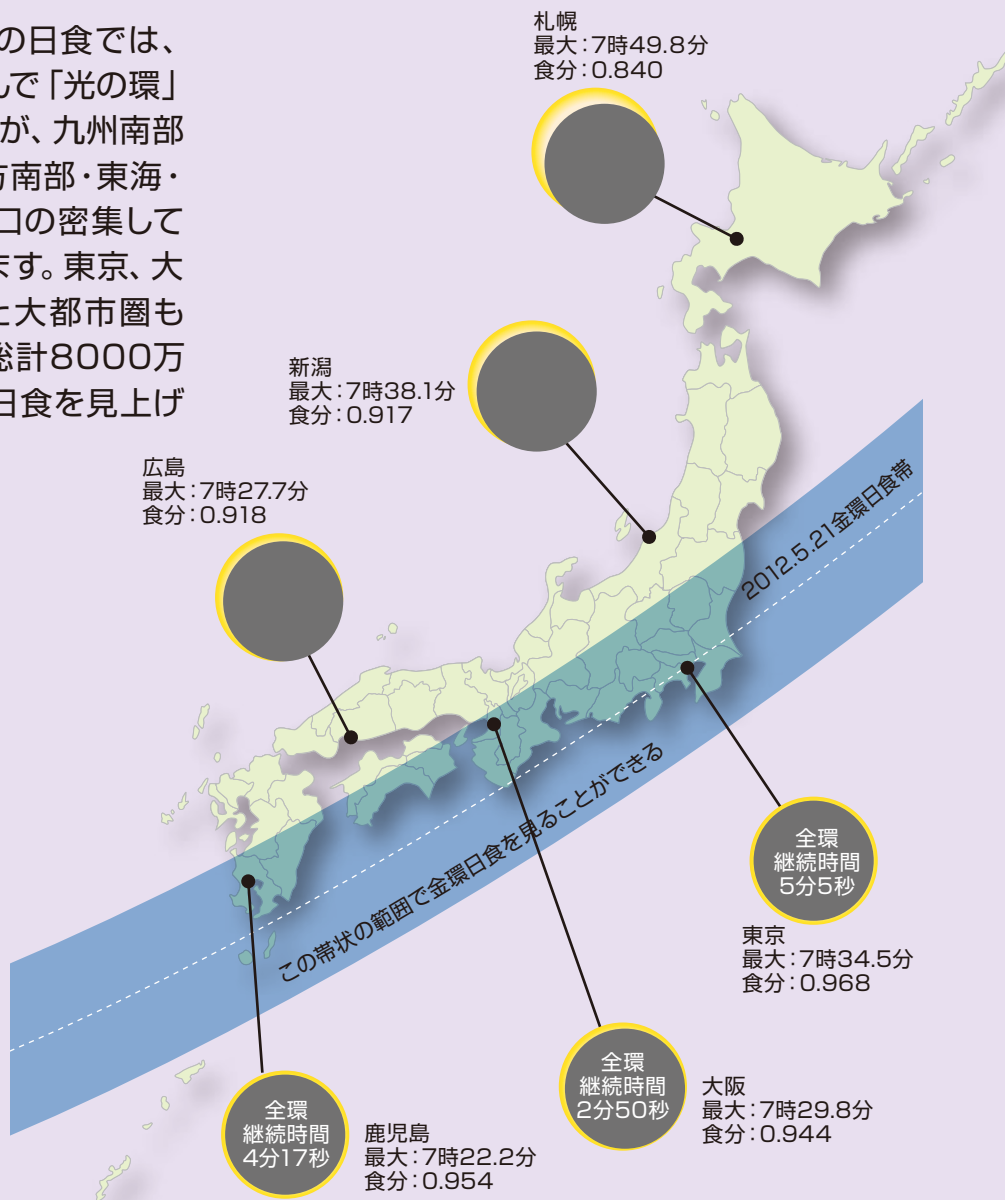 の日食では、
んで「光の環」
が、九州南部
方南部・東海・
口の密集して
ます。東京、大
と大都市圏も
総計8000万
日食を見上げ
札幌
最大：7時49.8分
食分：0.840
新潟
最大：7時38.1分
食分：0.917
広島
最大：7時27.7分
食分：0.918
2012.5.21金環日食帯
この帯状の範囲で金環日食を見ることができる
全環
継続時間
5分5秒
東京
最大：7時34.5分
食分：0.968
全環
継続時間
2分50秒
大阪
最大：7時29.8分
食分：0.944
全環
継続時間
4分17秒
鹿児島
最大：7時22.2分
食分：0.954